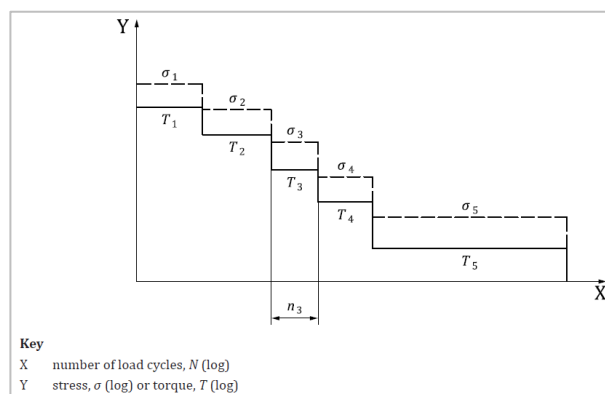 Y
σ1
T1
σ2
T2
σ3
T3
σ4
T4
σ5
T5
X
n3
Key
X number of load cycles, N (log)
Y stress, σ (log) or torque, T (log)